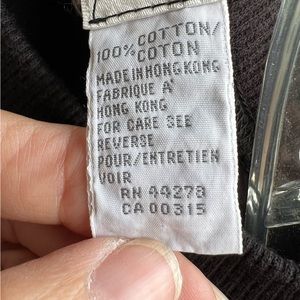 100% COTTON/
COTON
MADE IN HONG KONG
FABRIQUE A'
HONG KONG
FOR CARE SEE
REVERSE
POUR/ENTRETIEN
VOIR
RN 44278
CA 00315